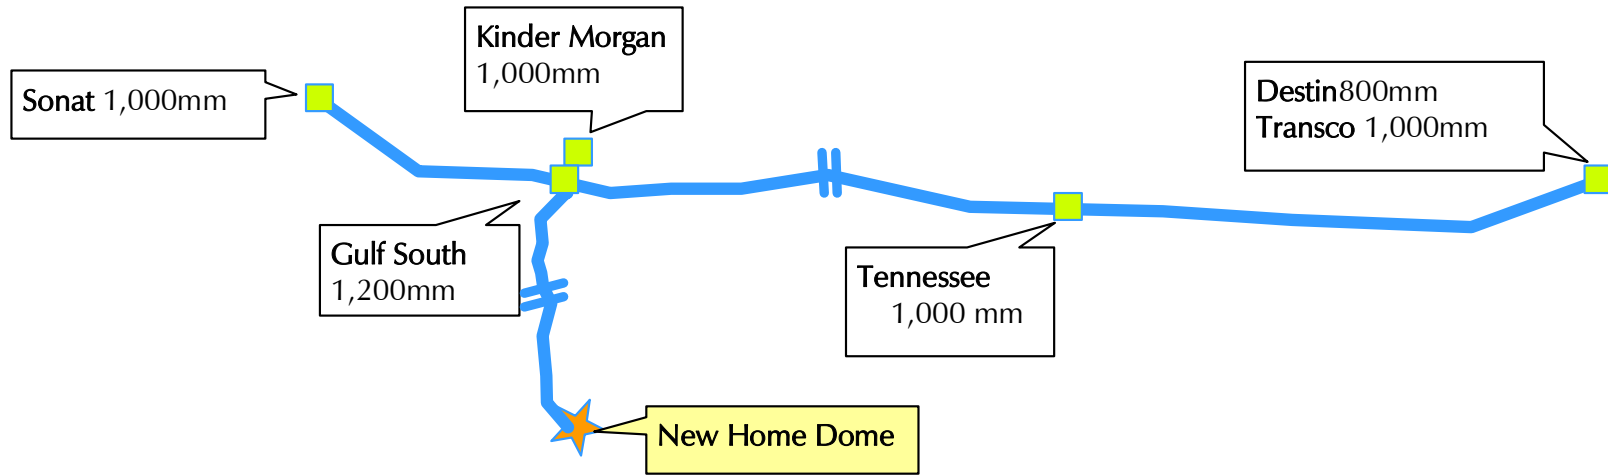 Kinder Morgan
1,000mm
Sonat 1,000mm
Destin800mm
Transco 1,000mm
Gulf South
1,200mm
Tennessee
1,000 mm
New Home Dome